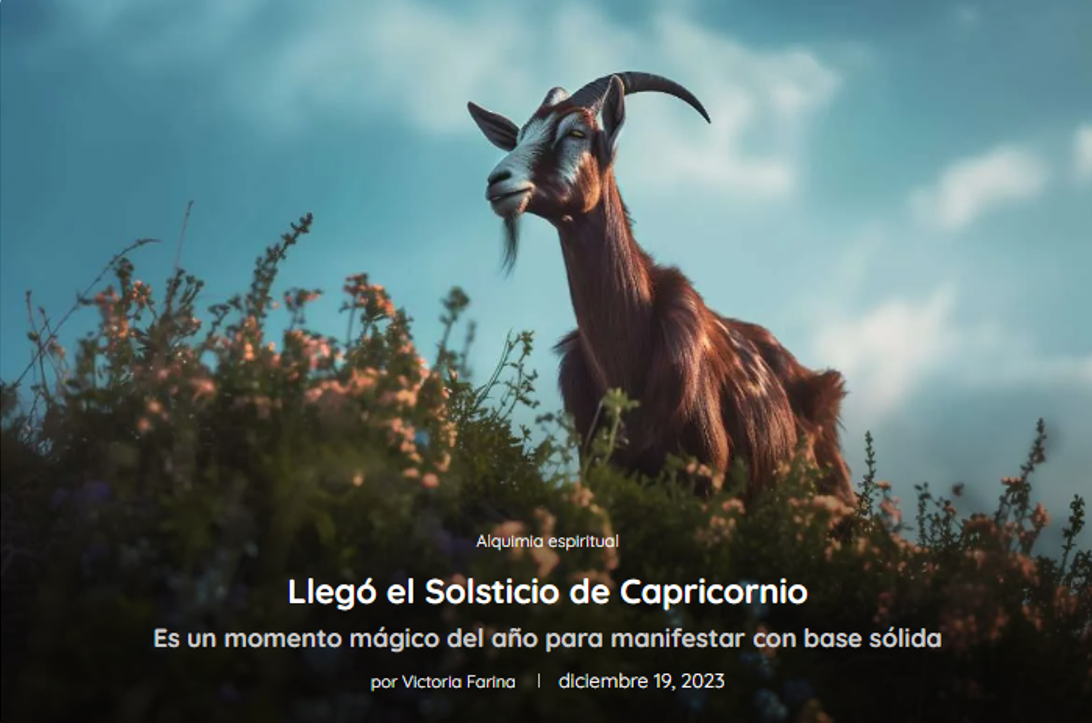 Alquimia espiritual
Llegó el Solsticio de Capricornio
Es un momento mágico del año para manifestar con base sólida
por Victoria Farina | diciembre 19, 2023